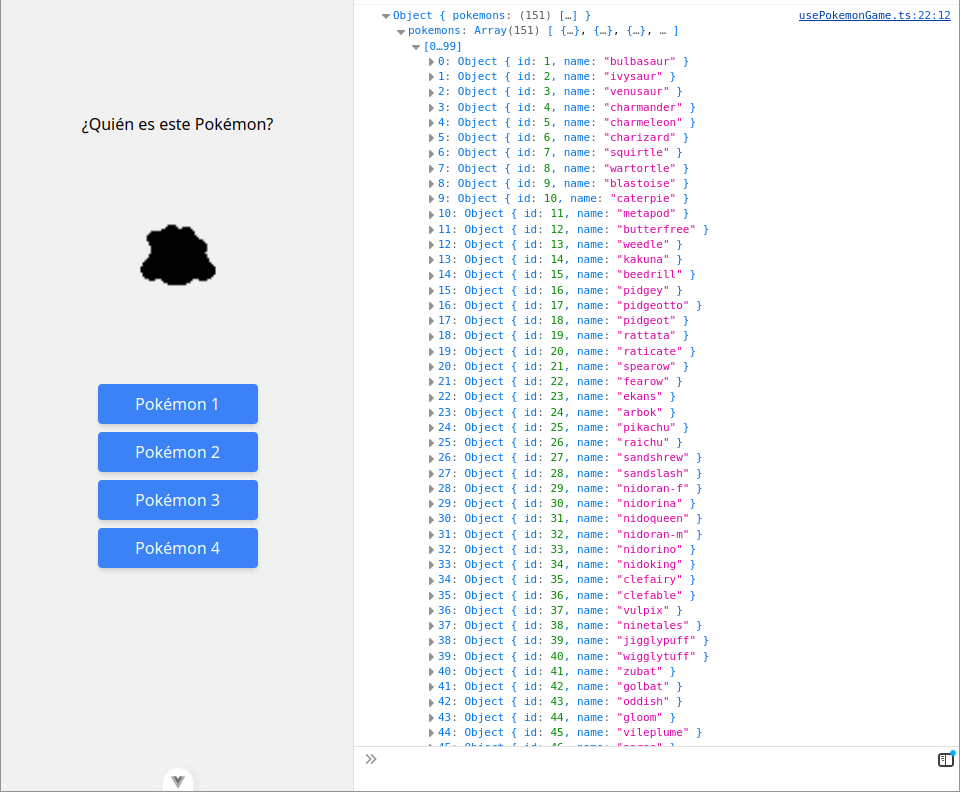 ¿Quién es este Pokémon?
Pokémon 1
Pokémon 2
Pokémon 3
Pokémon 4
Object { pokemons: (151) […] }
usePokemonGame.ts:22:12
pokemons: Array(151) [ {…}, {…}, {…}, … ]
[0…99]
0: Object { id: 1, name: "bulbasaur" }
1: Object { id: 2, name: "ivysaur" }
2: Object { id: 3, name: "venusaur" }
3: Object { id: 4, name: "charmander" }
4: Object { id: 5, name: "charmeleon" }
5: Object { id: 6, name: "charizard" }
6: Object { id: 7, name: "squirtle" }
7: Object { id: 8, name: "wartortle" }
8: Object { id: 9, name: "blastoise" }
9: Object { id: 10, name: "caterpie" }
10: Object { id: 11, name: "metapod" }
11: Object { id: 12, name: "butterfree" }
12: Object { id: 13, name: "weedle" }
13: Object { id: 14, name: "kakuna" }
14: Object { id: 15, name: "beedrill" }
15: Object { id: 16, name: "pidgey" }
16: Object { id: 17, name: "pidgeotto" }
17: Object { id: 18, name: "pidgeot" }
18: Object { id: 19, name: "rattata" }
19: Object { id: 20, name: "raticate" }
20: Object { id: 21, name: "spearow" }
21: Object { id: 22, name: "fearow" }
22: Object { id: 23, name: "ekans" }
23: Object { id: 24, name: "arbok" }
24: Object { id: 25, name: "pikachu" }
25: Object { id: 26, name: "raichu" }
26: Object { id: 27, name: "sandshrew" }
27: Object { id: 28, name: "sandslash" }
28: Object { id: 29, name: "nidoran-f" }
29: Object { id: 30, name: "nidorina" }
30: Object { id: 31, name: "nidoqueen" }
31: Object { id: 32, name: "nidoran-m" }
32: Object { id: 33, name: "nidorino" }
33: Object { id: 34, name: "nidoking" }
34: Object { id: 35, name: "clefairy" }
35: Object { id: 36, name: "clefable" }
36: Object { id: 37, name: "vulpix" }
37: Object { id: 38, name: "ninetales" }
38: Object { id: 39, name: "jigglypuff" }
39: Object { id: 40, name: "wigglytuff" }
40: Object { id: 41, name: "zubat" }
41: Object { id: 42, name: "golbat" }
42: Object { id: 43, name: "oddish" }
43: Object { id: 44, name: "gloom" }
44: Object { id: 45, name: "vileplume" }